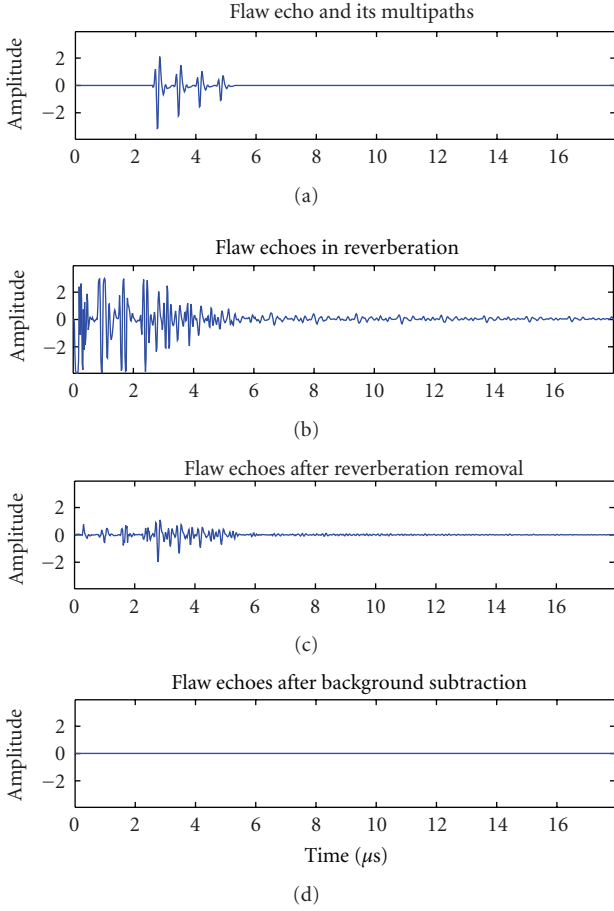 Flaw echo and its multipaths
2
0
−2
Amplitude
0 2 4 6 8 10 12 14 16
(a)
Flaw echoes in reverberation
2
0
−2
Amplitude
0 2 4 6 8 10 12 14 16
(b)
Flaw echoes after reverberation removal
2
0
−2
Amplitude
0 2 4 6 8 10 12 14 16
(c)
Flaw echoes after background subtraction
2
0
−2
Amplitude
0 2 4 6 8 10 12 14 16
Time (μs)
(d)